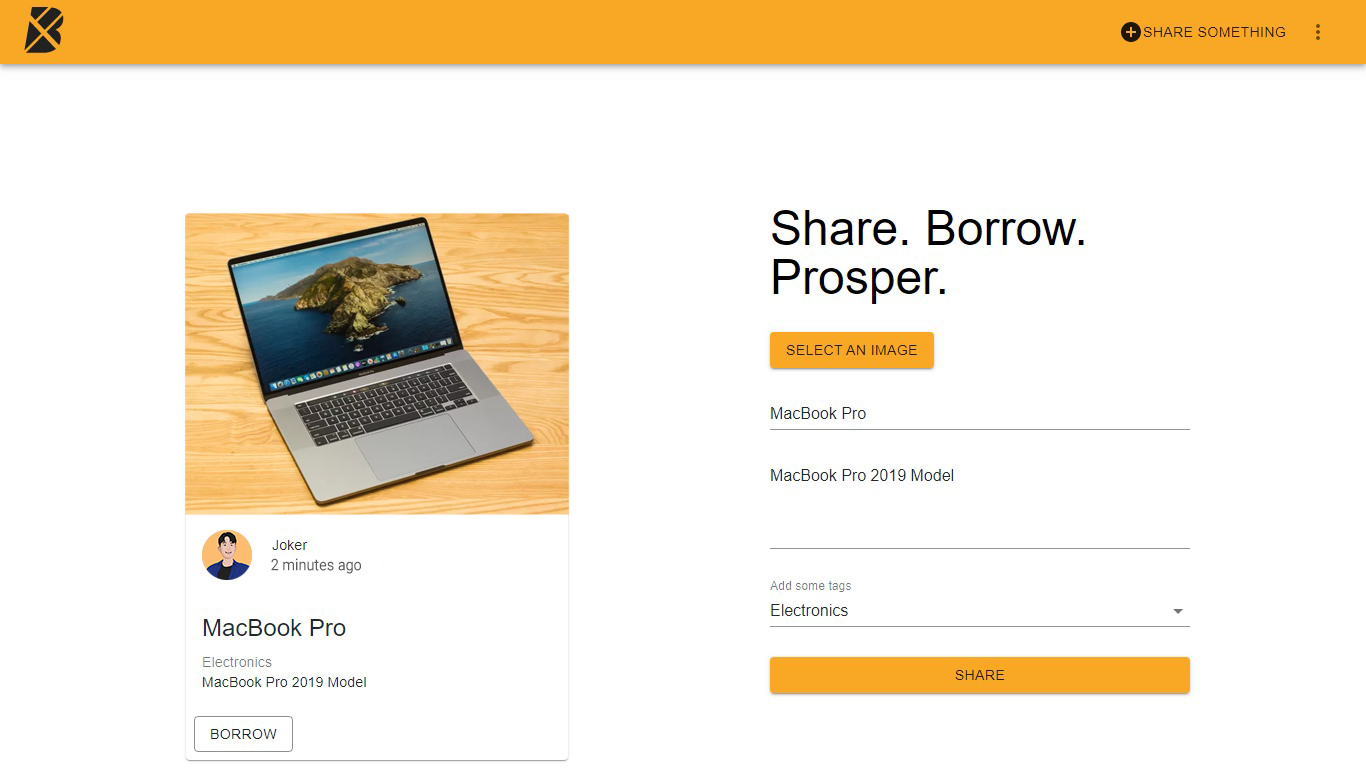 SHARE SOMETHING
Share. Borrow.
Prosper.
SELECT AN IMAGE
MacBook Pro
MacBook Pro 2019 Model
Add some tags
Electronics
SHARE
Joker
2 minutes ago
MacBook Pro
Electronics
MacBook Pro 2019 Model
BORROW